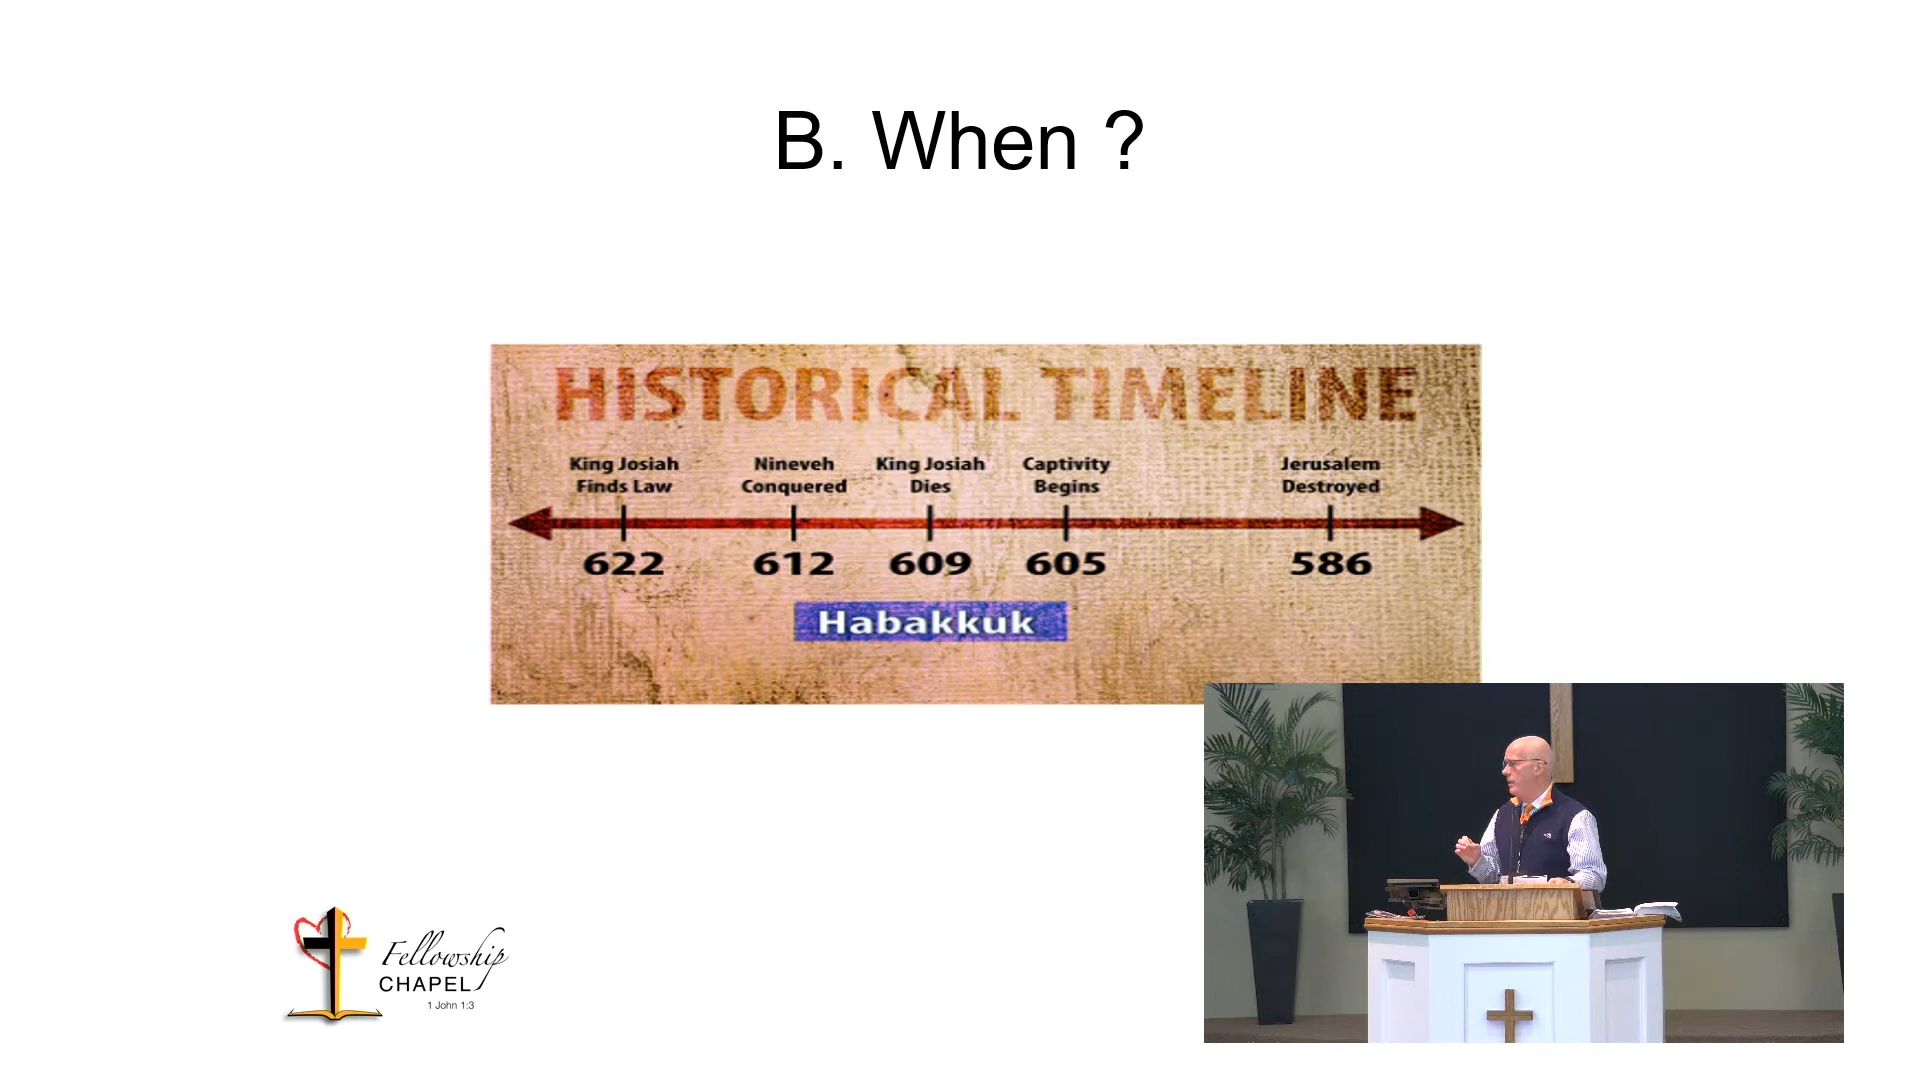 B. When ?
HISTORICAL TIMELINE
King Josiah Finds Law
Nineveh Conquered
King Josiah Dies
Captivity Begins
Jerusalem Destroyed
622 612 609 605 586
Habakkuk
Fellowship
CHAPEL
1 John 1:3